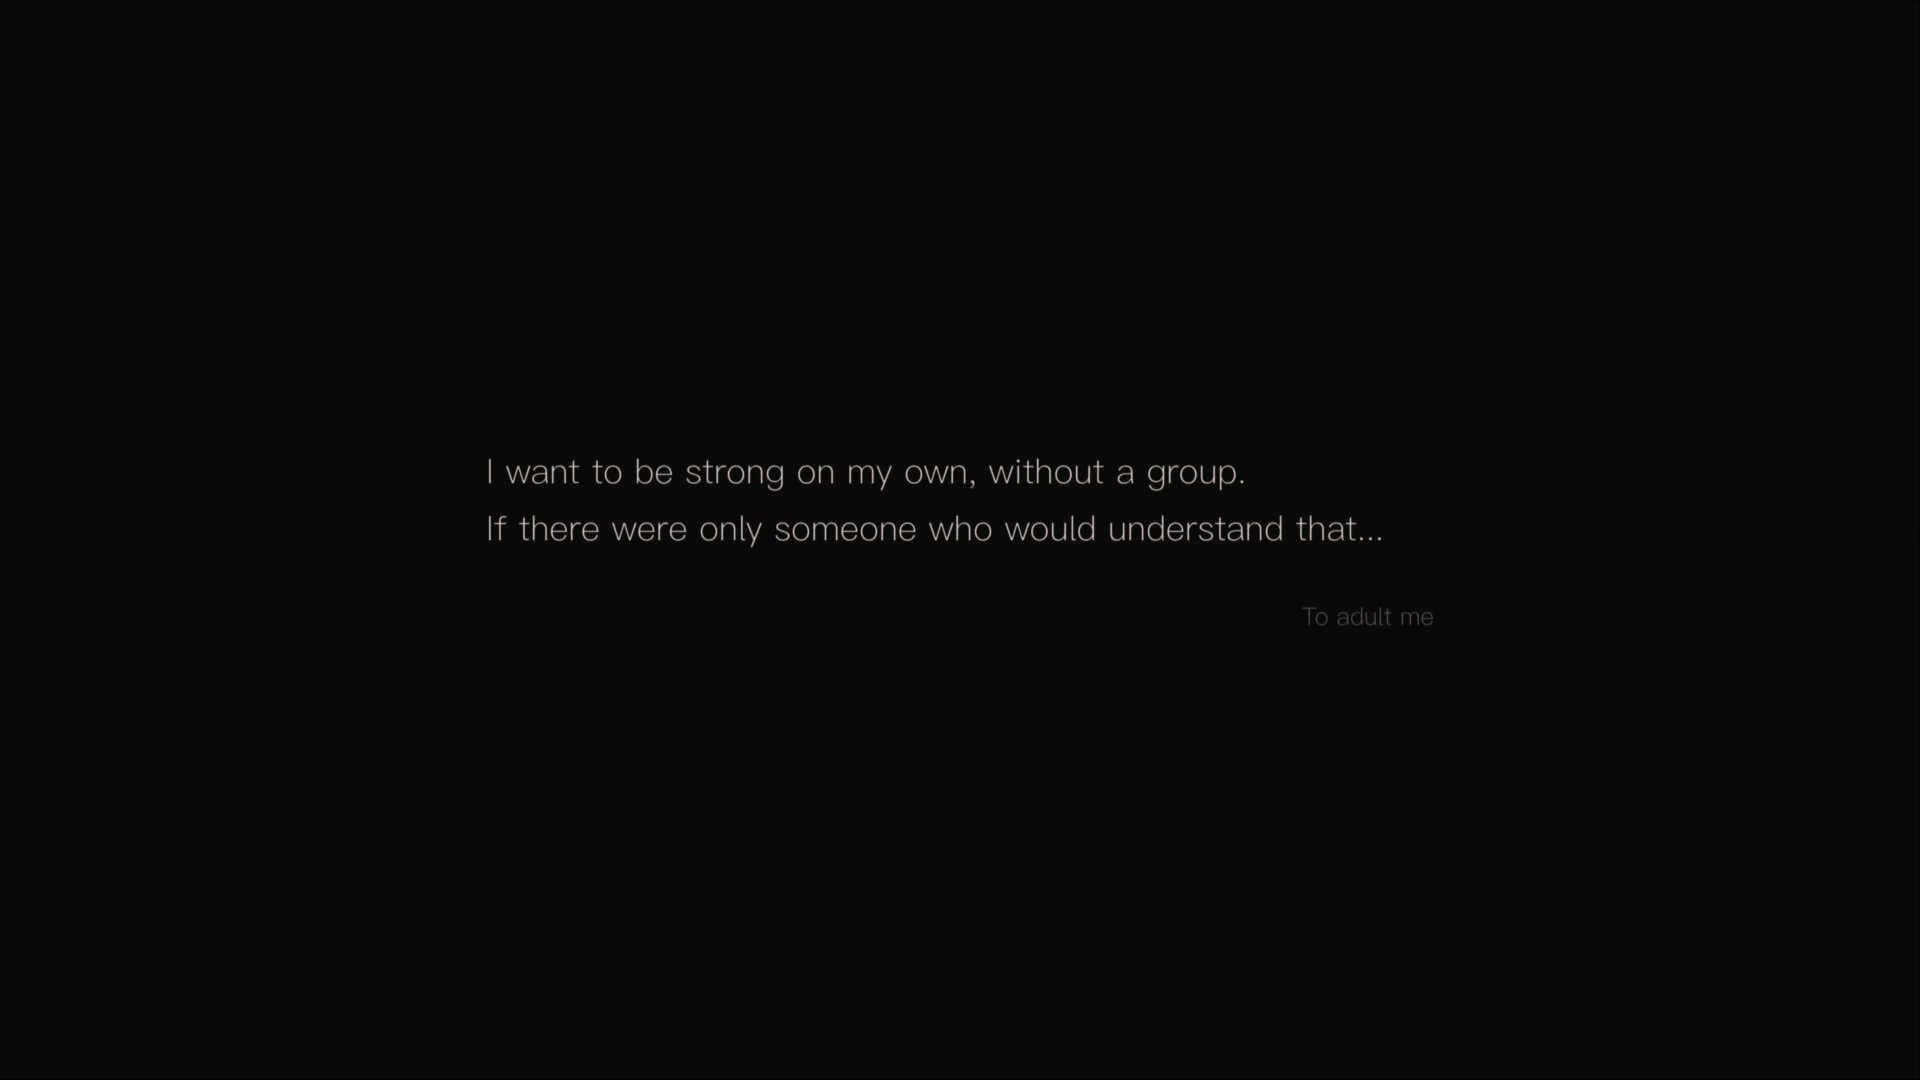 I want to be strong on my own, without a group.
If there were only someone who would understand that...
To adult me